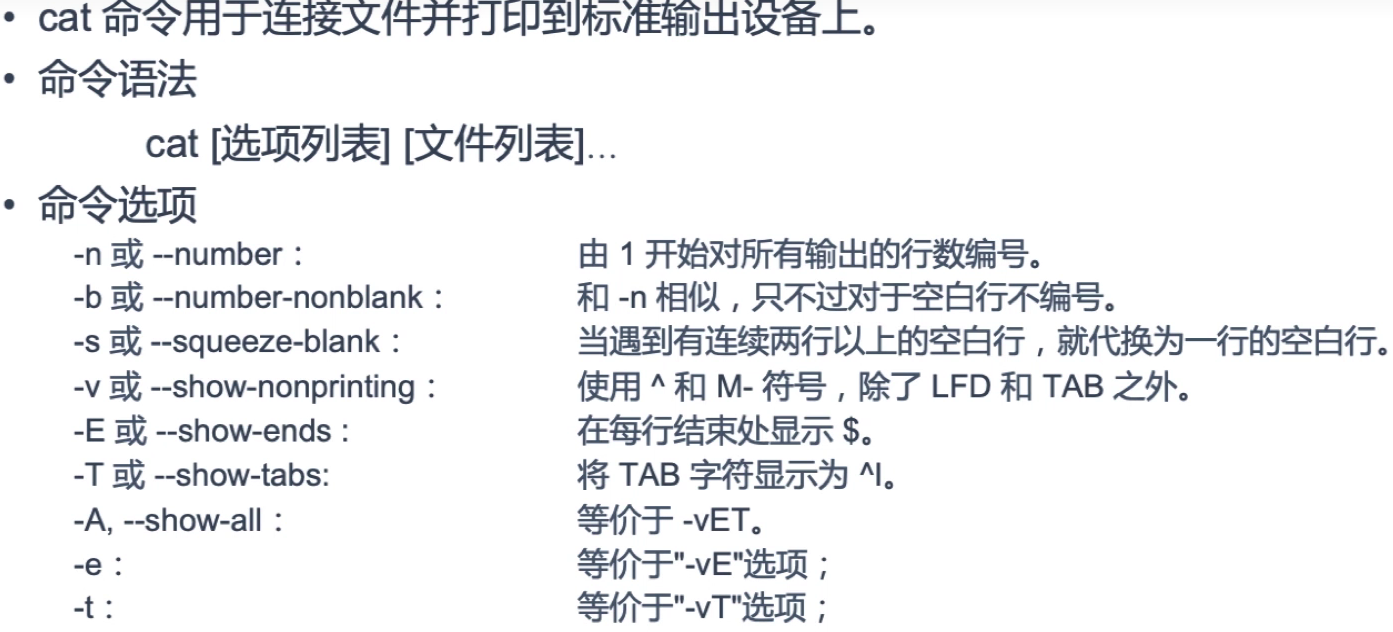 • cat 命令用于连接文件并打印到标准输出设备上。
• 命令语法
cat [选项列表] [文件列表]...
• 命令选项
-n 或 --number： 由 1 开始对所有输出的行数编号。
-b 或 --number-nonblank： 和 -n 相似，只不过对于空白行不编号。
-s 或 --squeeze-blank： 当遇到有连续两行以上的空白行，就代换为一行的空白行。
-v 或 --show-nonprinting： 使用 ^ 和 M- 符号，除了 LFD 和 TAB 之外。
-E 或 --show-ends : 在每行结束处显示 $。
-T 或 --show-tabs: 将 TAB 字符显示为 ^I。
-A, --show-all： 等价于 -vET。
-e： 等价于"-vE"选项；
-t： 等价于"-vT"选项；